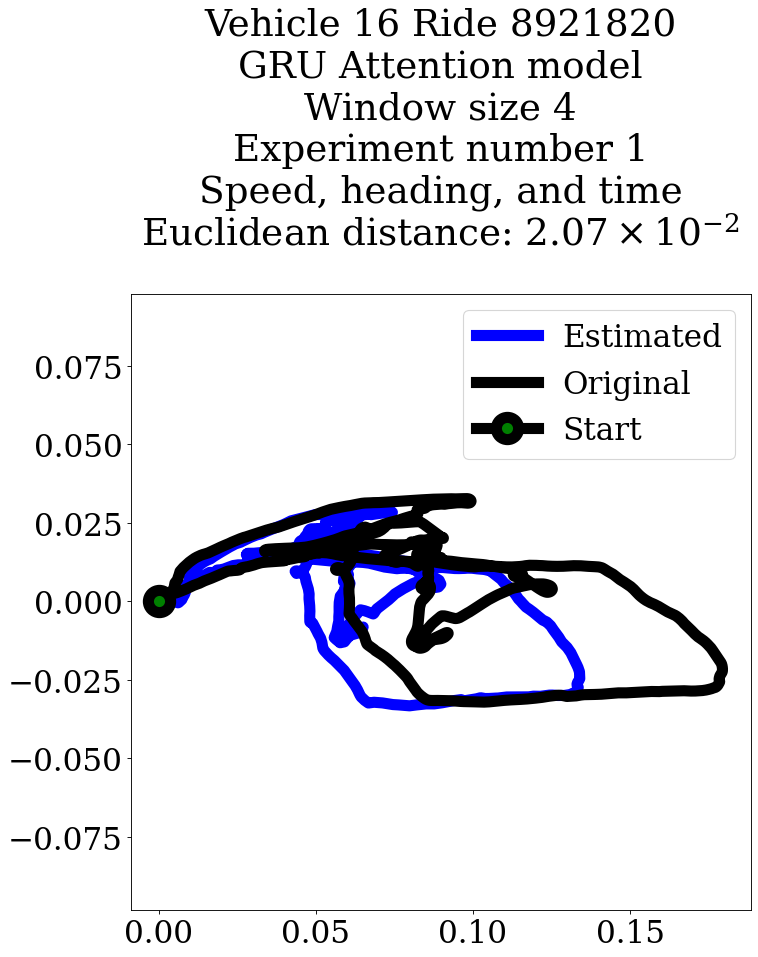 Vehicle 16 Ride 8921820
GRU Attention model
Window size 4
Experiment number 1
Speed, heading, and time
Euclidean distance: 2.07 × 10⁻²
Estimated
Original
Start
0.075
0.050
0.025
0.000
−0.025
−0.050
−0.075
0.00 0.05 0.10 0.15